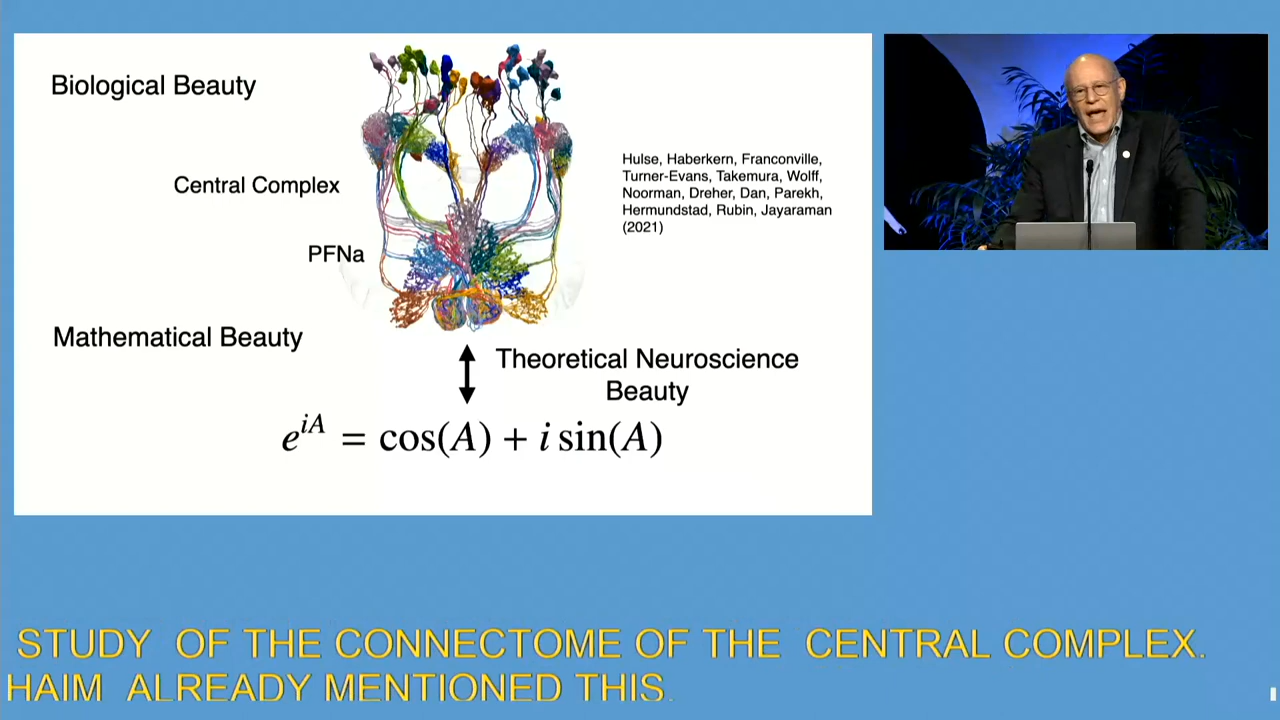 Biological Beauty
Central Complex
PFNa
Hulse, Haberkern, Franconville,
Turner-Evans, Takemura, Wolff,
Noorman, Dreher, Dan, Parekh,
Hermundstad, Rubin, Jayaraman
(2021)
Mathematical Beauty
Theoretical Neuroscience
Beauty
e^{iA} = cos(A) + i sin(A)
STUDY OF THE CONNECTOME OF THE CENTRAL COMPLEX.
HAIM ALREADY MENTIONED THIS.